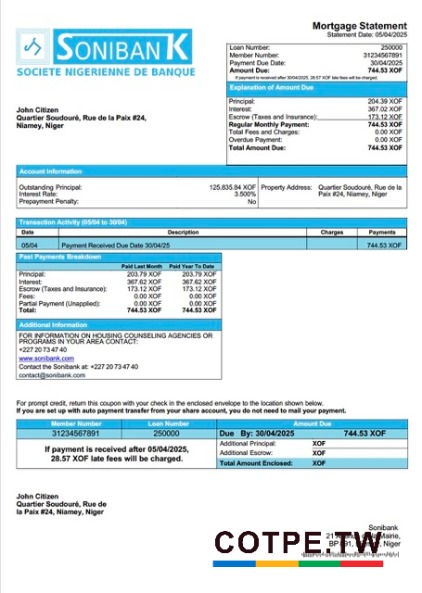 Mortgage Statement
Statement Date: 05/04/2025
SONIBANK
SOCIETE NIGERIENNE DE BANQUE
Loan Number: 250000
Member Number: 31234567891
Payment Due Date: 30/04/2025
Amount Due: 744.53 XOF
If payment is received after 30/04/2025, 28.57 XOF late fees will be charged.
John Citizen
Quartier Soudouré, Rue de la Paix #24,
Niamey, Niger
Explanation of Amount Due
Principal: 204.39 XOF
Interest: 367.02 XOF
Escrow (Taxes and Insurance): 173.12 XOF
Regular Monthly Payment: 744.53 XOF
Total Fees and Charges: 0.00 XOF
Overdue Payment: 0.00 XOF
Total Amount Due: 744.53 XOF
Account Information
Outstanding Principal: 125,835.84 XOF
Interest Rate: 3.500%
Prepayment Penalty: No
Property Address: Quartier Soudouré, Rue de la
Paix #24, Niamey, Niger
Transaction Activity (05/04 to 30/04)
Date Description Charges Payments
05/04 Payment Received Due Date 30/04/25 744.53 XOF
Past Payments Breakdown
Paid Last Month Paid Year To Date
Principal: 203.79 XOF 203.79 XOF
Interest: 367.62 XOF 367.62 XOF
Escrow (Taxes and Insurance): 173.12 XOF 173.12 XOF
Fees: 0.00 XOF 0.00 XOF
Partial Payment (Unapplied): 0.00 XOF 0.00 XOF
Total: 744.53 XOF 744.53 XOF
Additional Information
FOR INFORMATION ON HOUSING COUNSELING AGENCIES OR
PROGRAMS IN YOUR AREA CONTACT:
+227 20 73 47 40
www.sonibank.com
Contact the Sonibank at: +227 20 73 47 40
contact@sonibank.com
For prompt credit, return this coupon with your check in the enclosed envelope to the location shown below.
If you are set up with auto payment transfer from your share account, you do not need to mail your payment.
Member Number Loan Number Amount Due
31234567891 250000 Due By: 30/04/2025 744.53 XOF
If payment is received after 05/04/2025,
28.57 XOF late fees will be charged.
Additional Principal: XOF
Additional Escrow: XOF
Total Amount Enclosed: XOF
John Citizen
Quartier Soudouré, Rue de
la Paix #24, Niamey, Niger
Sonibank
Mairie,
Niger
COTPE.TW